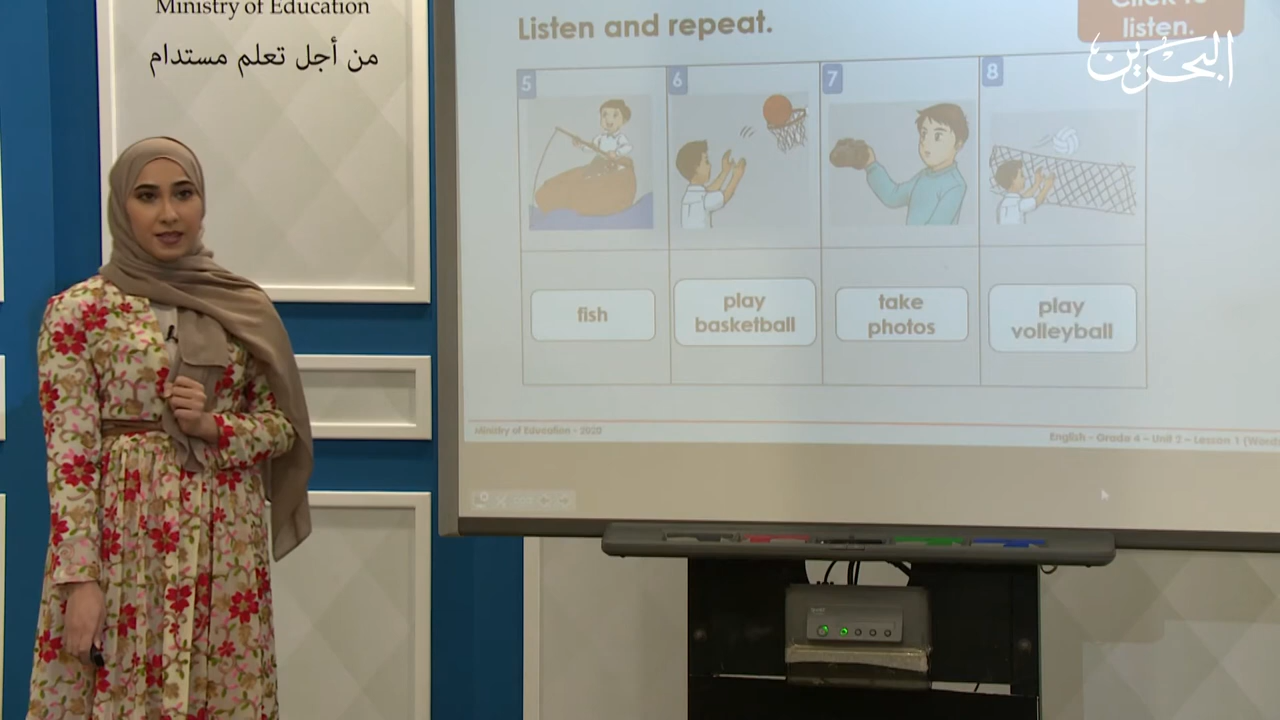 Ministry of Education
من أجل تعلم مستدام
Listen and repeat.
Click to
listen.
البحرين
5
6
7
8
fish
play
basketball
take
photos
play
volleyball
Ministry of Education - 2020
English - Grade 4 - Unit 2 - Lesson 1 (Words